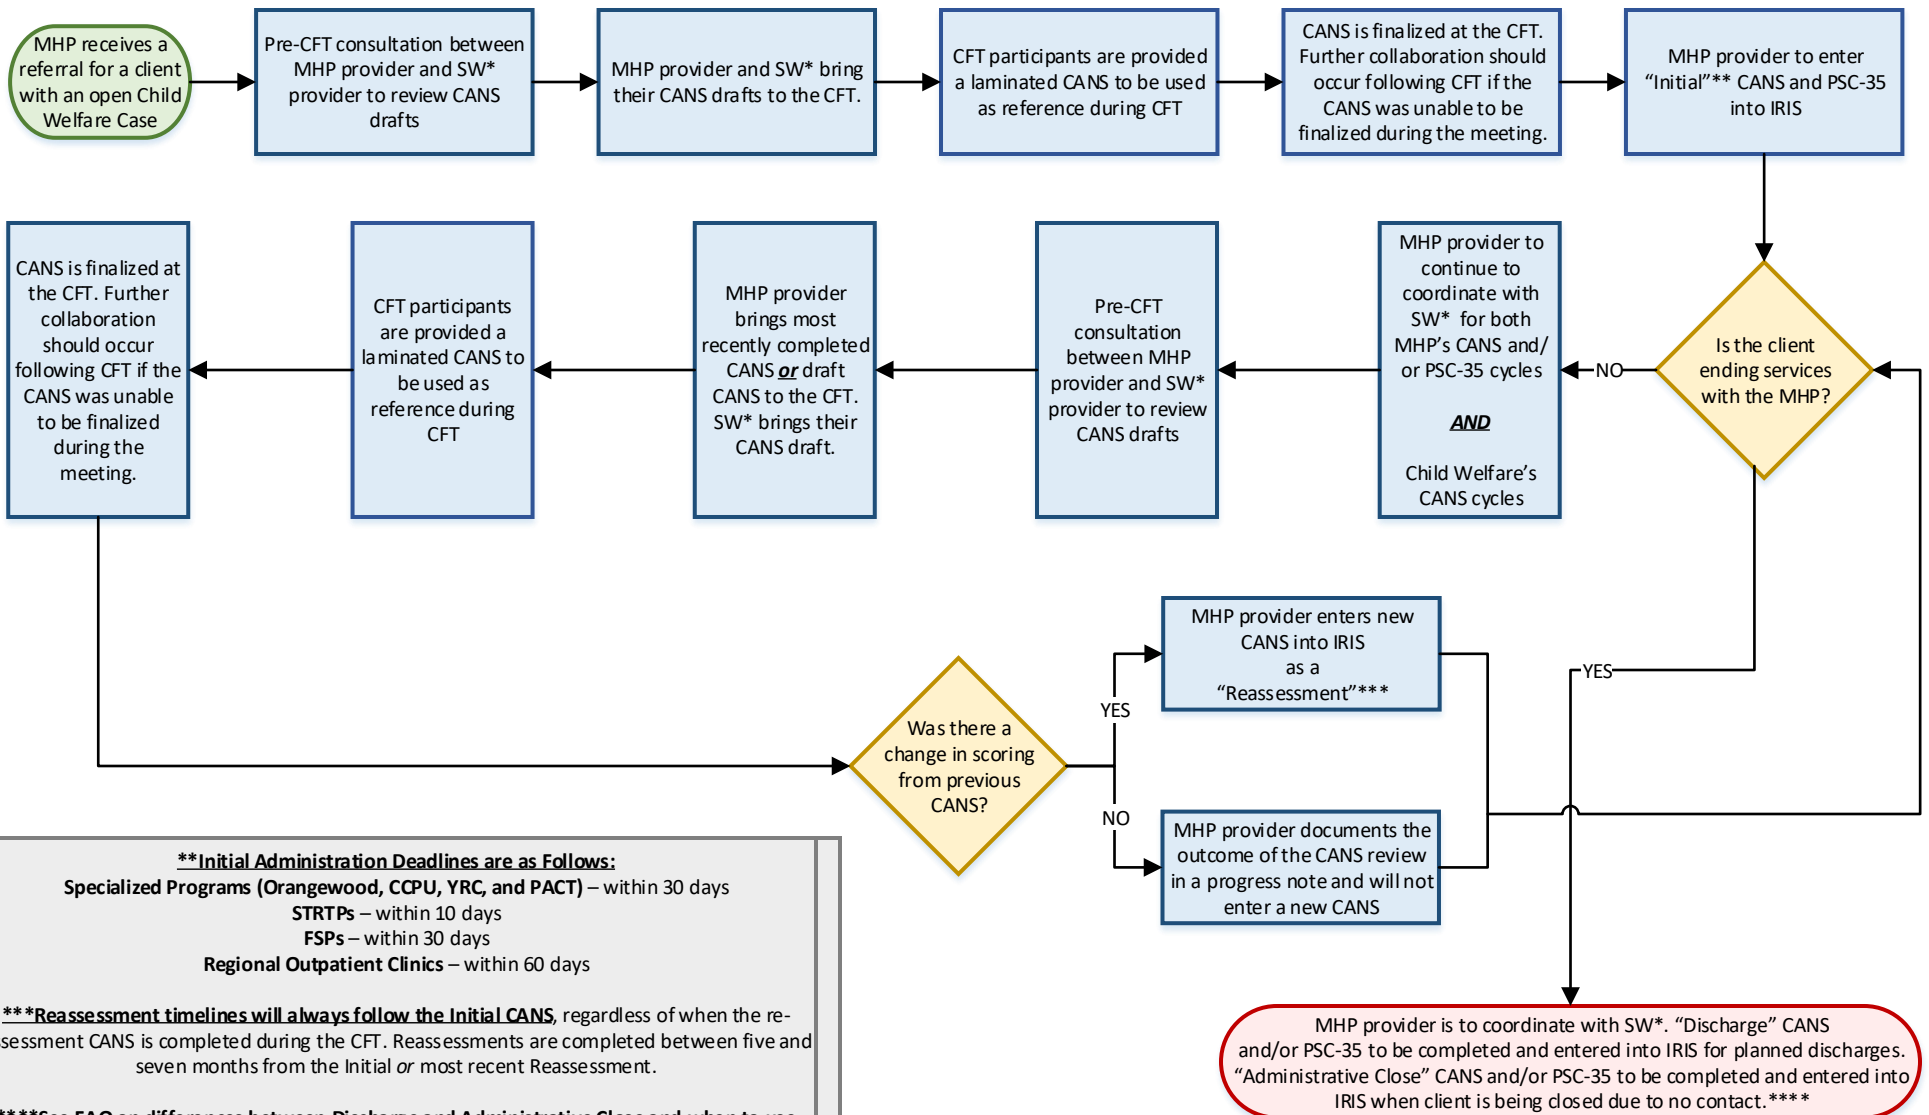 MHP receives a
referral for a client
with an open Child
Welfare Case
Pre-CFT consultation between
MHP provider and SW*
provider to review CANS
drafts
MHP provider and SW* bring
their CANS drafts to the CFT.
CFT participants are provided
a laminated CANS to be used
as reference during CFT
CANS is finalized at the CFT.
Further collaboration should
occur following CFT if the
CANS was unable to be
finalized during the meeting.
MHP provider to enter
“Initial”** CANS and PSC-35
into IRIS
Is the client
ending services
with the MHP?
NO
MHP provider to
continue to
coordinate with
SW* for both
MHP’s CANS and/
or PSC-35 cycles
AND
Child Welfare’s
CANS cycles
Pre-CFT
consultation
between MHP
provider and SW*
provider to review
CANS drafts
MHP provider
brings most
recently completed
CANS or draft
CANS to the CFT.
SW* brings their
CANS draft.
CFT participants
are provided a
laminated CANS to
be used as
reference during
CFT
CANS is finalized at
the CFT. Further
collaboration
should occur
following CFT if the
CANS was unable
to be finalized
during the
meeting.
Was there a
change in scoring
from previous
CANS?
YES
MHP provider enters new
CANS into IRIS
as a
“Reassessment”***
NO
MHP provider documents the
outcome of the CANS review
in a progress note and will not
enter a new CANS
YES
MHP provider is to coordinate with SW*. “Discharge” CANS
and/or PSC-35 to be completed and entered into IRIS for planned discharges.
“Administrative Close” CANS and/or PSC-35 to be completed and entered into
IRIS when client is being closed due to no contact.****
**Initial Administration Deadlines are as Follows:
Specialized Programs (Orangewood, CCPU, YRC, and PACT) – within 30 days
STRTPs – within 10 days
FSPs – within 30 days
Regional Outpatient Clinics – within 60 days
***Reassessment timelines will always follow the Initial CANS, regardless of when the re-
sessment CANS is completed during the CFT. Reassessments are completed between five and
seven months from the Initial or most recent Reassessment.
****See FAQ on differences between Discharge and Administrative Close and when to use